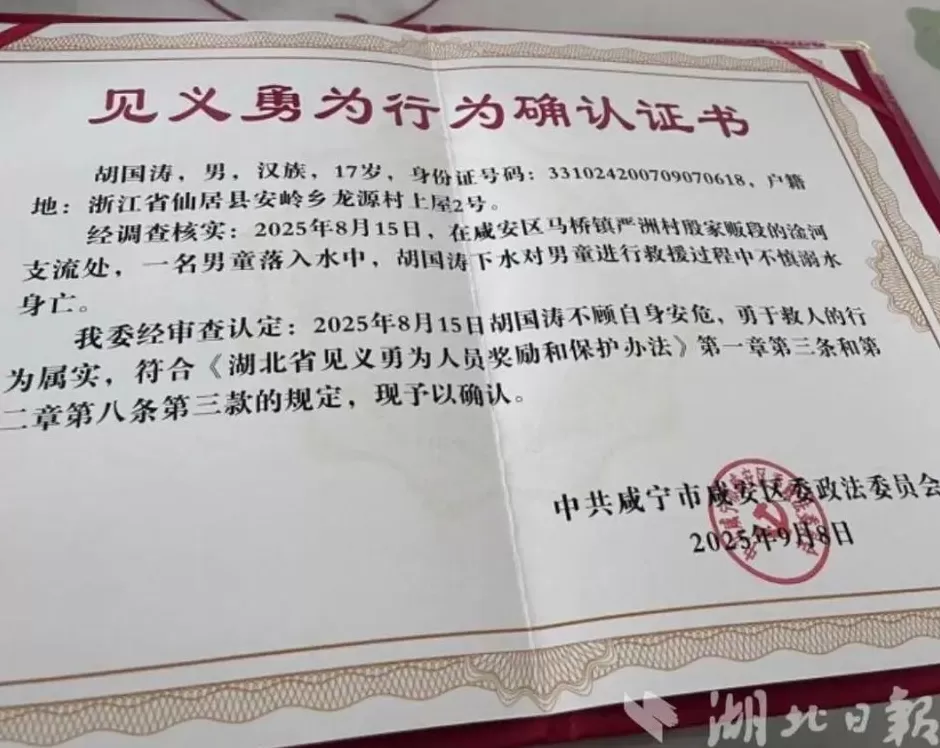 见义勇为行为确认证书
胡国涛，男，汉族，17岁，身份证号码：331024200709070618，户籍
地：浙江省仙居县安岭乡龙源村上屋2号。
经调查核实：2025年8月15日，在咸安区马桥镇严洲村殷家畈段的淦河
支流处，一名男童落入水中，胡国涛下水对男童进行救援过程中不慎溺水
身亡。
我委经审查认定：2025年8月15日胡国涛不顾自身安危，勇于救人的行
为属实，符合《湖北省见义勇为人员奖励和保护办法》第一章第三条和第
二章第八条第三款的规定，现予以确认。
中共咸宁市咸安区委政法委员会
2025年9月8日
湖北日報